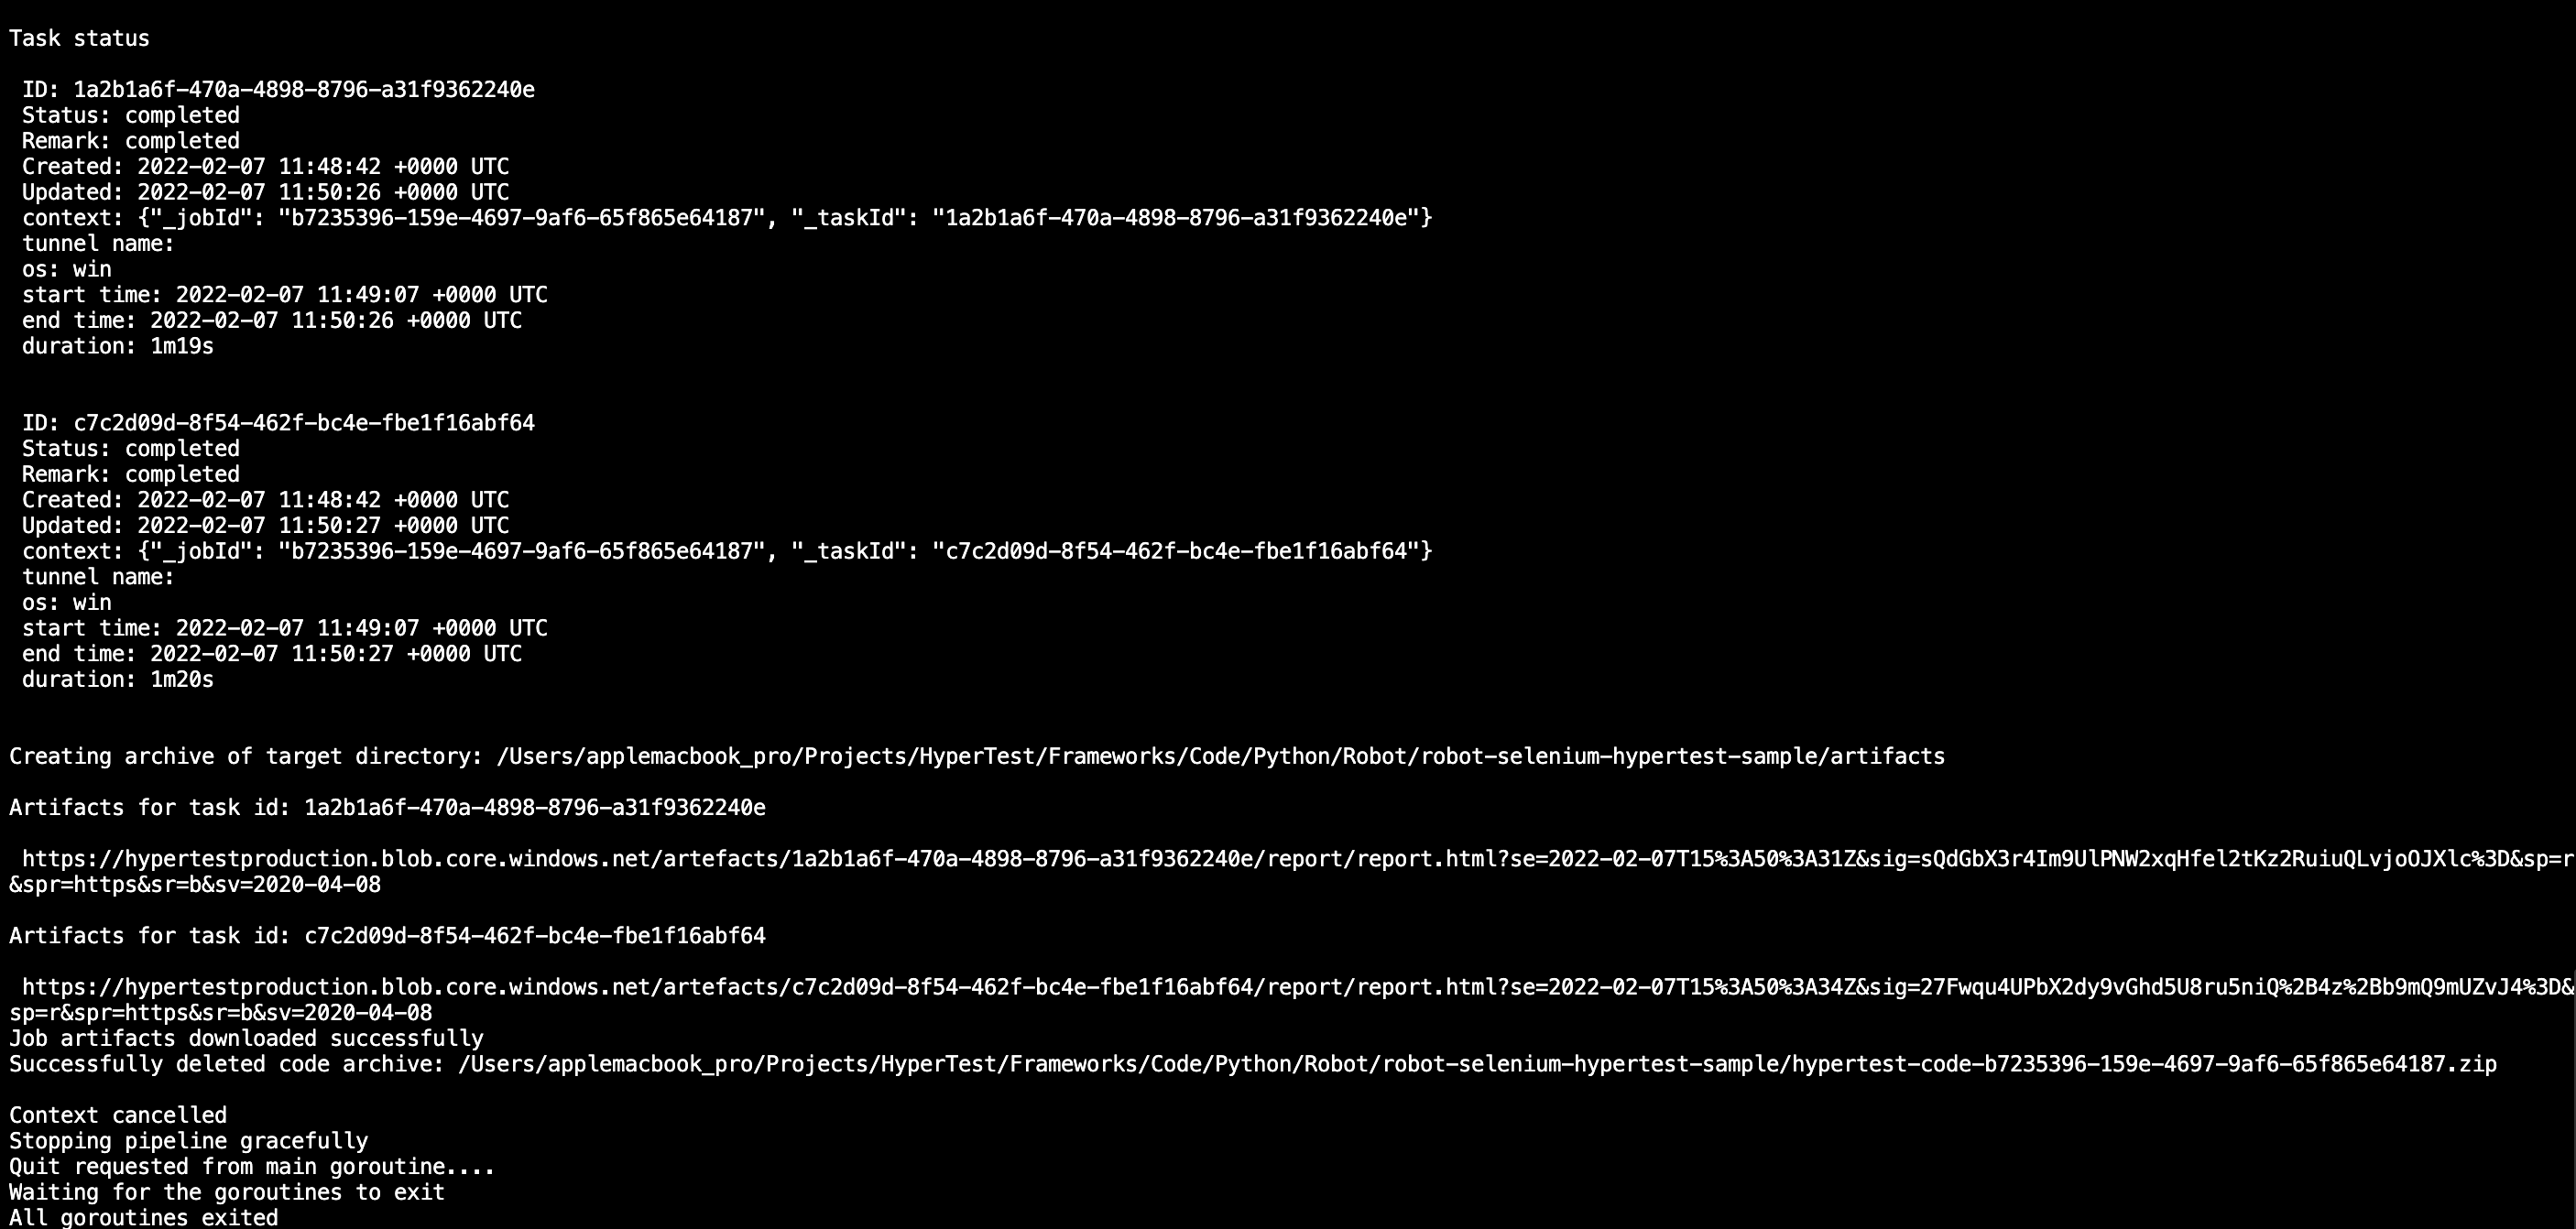 Task status
ID: 1a2b1a6f-470a-4898-8796-a31f9362240e
Status: completed
Remark: completed
Created: 2022-02-07 11:48:42 +0000 UTC
Updated: 2022-02-07 11:50:26 +0000 UTC
context: {"_jobId": "b7235396-159e-4697-9af6-65f865e64187", "_taskId": "1a2b1a6f-470a-4898-8796-a31f9362240e"}
tunnel name:
os: win
start time: 2022-02-07 11:49:07 +0000 UTC
end time: 2022-02-07 11:50:26 +0000 UTC
duration: 1m19s
ID: c7c2d09d-8f54-462f-bc4e-fbe1f16abf64
Status: completed
Remark: completed
Created: 2022-02-07 11:48:42 +0000 UTC
Updated: 2022-02-07 11:50:27 +0000 UTC
context: {"_jobId": "b7235396-159e-4697-9af6-65f865e64187", "_taskId": "c7c2d09d-8f54-462f-bc4e-fbe1f16abf64"}
tunnel name:
os: win
start time: 2022-02-07 11:49:07 +0000 UTC
end time: 2022-02-07 11:50:27 +0000 UTC
duration: 1m20s
Creating archive of target directory: /Users/applemacbook_pro/Projects/HyperTest/Frameworks/Code/Python/Robot/robot-selenium-hypertest-sample/artifacts
Artifacts for task id: 1a2b1a6f-470a-4898-8796-a31f9362240e
https://hypertestproduction.blob.core.windows.net/artefacts/1a2b1a6f-470a-4898-8796-a31f9362240e/report/report.html?se=2022-02-07T15%3A50%3A31Z&sig=sQdGbX3r4Im9UlPNW2xqHfel2tKz2RuiuQLvjoOJXlc%3D&sp=r
&spr=https&sr=b&sv=2020-04-08
Artifacts for task id: c7c2d09d-8f54-462f-bc4e-fbe1f16abf64
https://hypertestproduction.blob.core.windows.net/artefacts/c7c2d09d-8f54-462f-bc4e-fbe1f16abf64/report/report.html?se=2022-02-07T15%3A50%3A34Z&sig=27Fwqu4UPbX2dy9vGhd5U8ru5niQ%2B4z%2Bb9mQ9mUZvJ4%3D&
sp=r&spr=https&sr=b&sv=2020-04-08
Job artifacts downloaded successfully
Successfully deleted code archive: /Users/applemacbook_pro/Projects/HyperTest/Frameworks/Code/Python/Robot/robot-selenium-hypertest-sample/hypertest-code-b7235396-159e-4697-9af6-65f865e64187.zip
Context cancelled
Stopping pipeline gracefully
Quit requested from main goroutine....
Waiting for the goroutines to exit
All goroutines exited